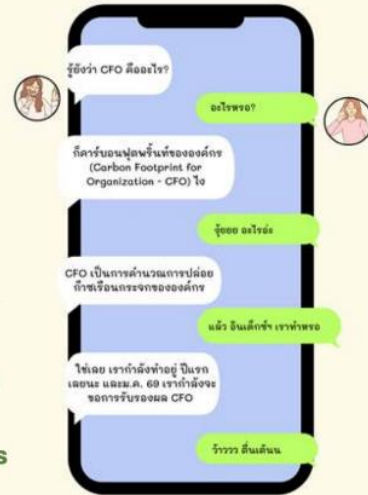 รู้ยังว่า CFO คืออะไร?
อะไรหรอ?
ก็คาร์บอนฟุตพริ้นท์ขององค์กร
(Carbon Footprint for
Organization - CFO) ไง
จุ้ยยย อะไรอ่ะ
CFO เป็นการคำนวณการปล่อย
ก๊าซเรือนกระจกขององค์กร
แล้ว อินเด็กซ์ฯ เราทำหรอ
ใช่เลย เรากำลังทำอยู่ ปีแรก
เลยนะ และม.ค. 69 เรากำลังจะ
ขอการรับรองผล CFO
ว้าววว ตื่นเต้นน